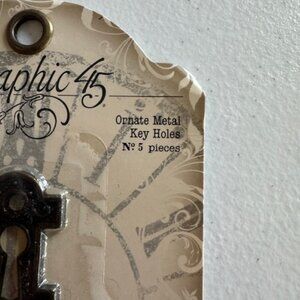 aphic 45
Ornate Metal
Key Holes
Nº 5 pieces